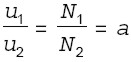 u₁/u₂ = N₁/N₂ = a